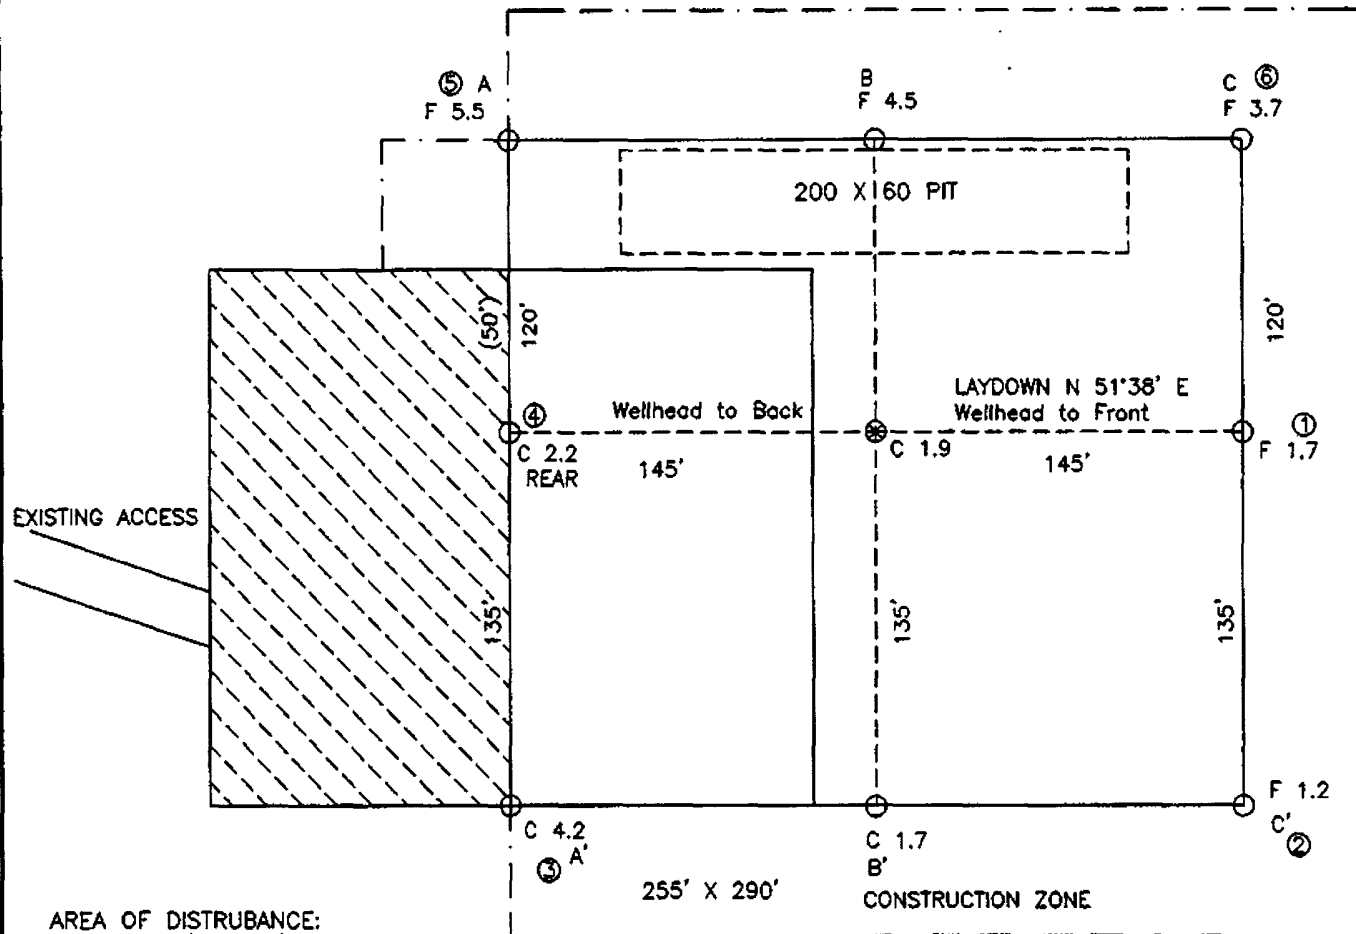 ⑤ A
F 5.5
B
F 4.5
C ⑥
F 3.7
200 X 60 PIT
(50')
120'
120'
④
C 2.2
REAR
Wellhead to Back
145'
C 1.9
LAYDOWN N 51°38' E
Wellhead to Front
145'
①
F 1.7
EXISTING ACCESS
135'
135'
135'
C 4.2
③ A'
C 1.7
B'
F 1.2
C'
②
255' X 290'
CONSTRUCTION ZONE
AREA OF DISTRUBANCE: